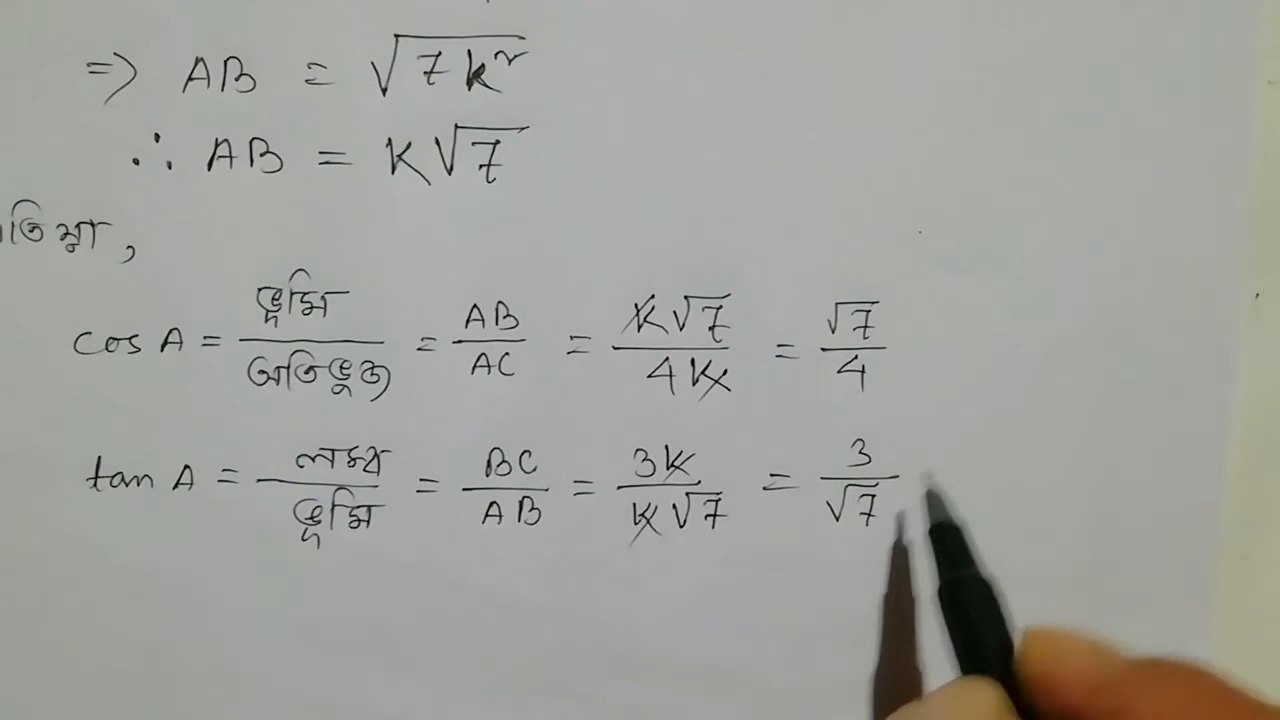 ⇒ AB = √7k²
∴ AB = K√7
cos A = ভূমি/অতিভুজ = AB/AC = k√7/4k = √7/4
tan A = লম্ব/ভূমি = BC/AB = 3k/k√7 = 3/√7